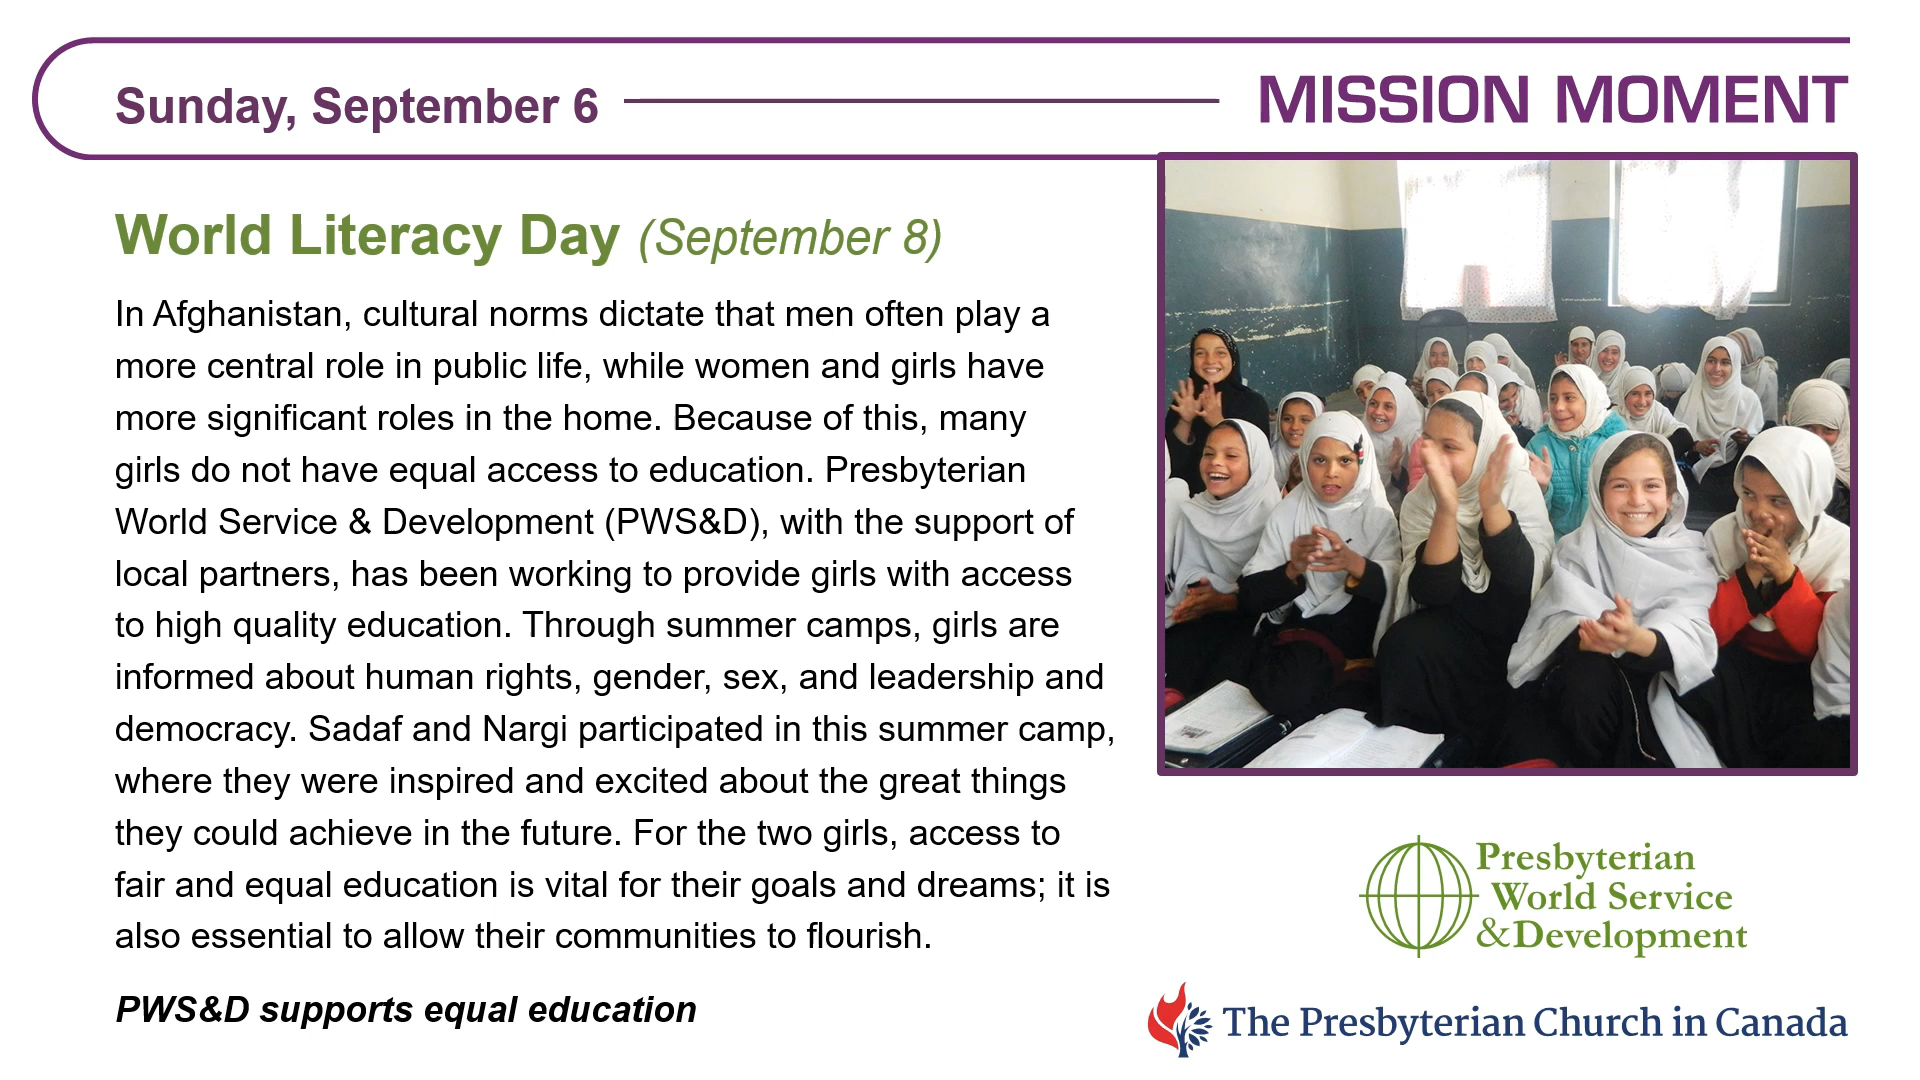 Sunday, September 6
MISSION MOMENT
World Literacy Day (September 8)
In Afghanistan, cultural norms dictate that men often play a
more central role in public life, while women and girls have
more significant roles in the home. Because of this, many
girls do not have equal access to education. Presbyterian
World Service & Development (PWS&D), with the support of
local partners, has been working to provide girls with access
to high quality education. Through summer camps, girls are
informed about human rights, gender, sex, and leadership and
democracy. Sadaf and Nargi participated in this summer camp,
where they were inspired and excited about the great things
they could achieve in the future. For the two girls, access to
fair and equal education is vital for their goals and dreams; it is
also essential to allow their communities to flourish.
PWS&D supports equal education
Presbyterian
World Service
&Development
The Presbyterian Church in Canada